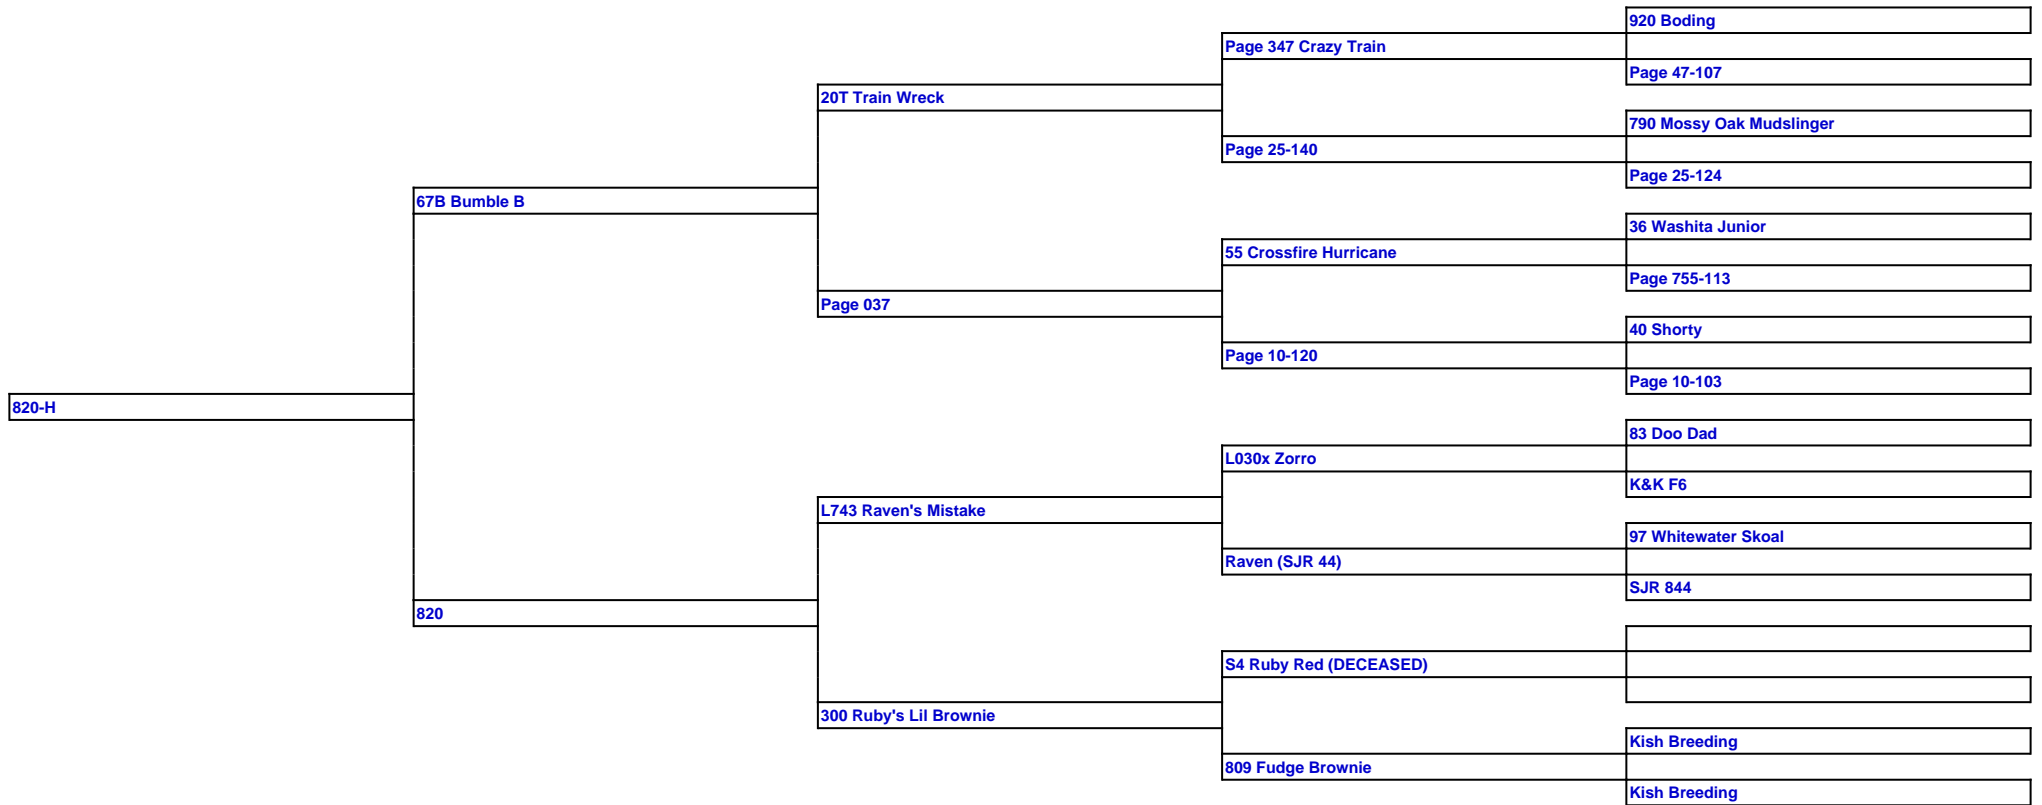 920 Boding
Page 347 Crazy Train
Page 47-107
20T Train Wreck
790 Mossy Oak Mudslinger
Page 25-140
Page 25-124
67B Bumble B
36 Washita Junior
55 Crossfire Hurricane
Page 755-113
Page 037
40 Shorty
Page 10-120
Page 10-103
820-H
83 Doo Dad
L030x Zorro
K&K F6
L743 Raven's Mistake
97 Whitewater Skoal
Raven (SJR 44)
SJR 844
820
S4 Ruby Red (DECEASED)
300 Ruby's Lil Brownie
Kish Breeding
809 Fudge Brownie
Kish Breeding